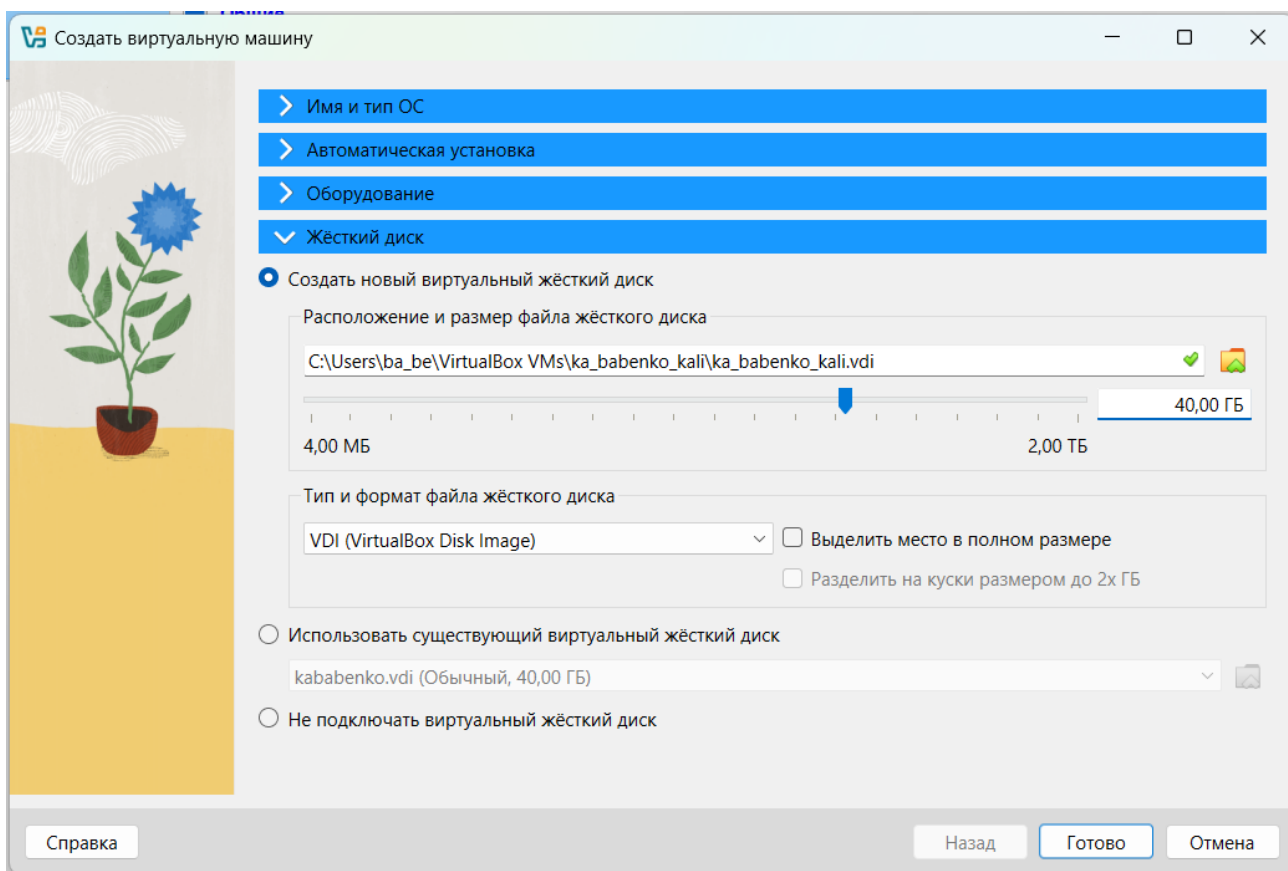 Общие
Создать виртуальную машину
Имя и тип ОС
Автоматическая установка
Оборудование
Жёсткий диск
Создать новый виртуальный жёсткий диск
Расположение и размер файла жёсткого диска
C:\Users\ba_be\VirtualBox VMs\ka_babenko_kali\ka_babenko_kali.vdi
40,00 ГБ
4,00 МБ 2,00 ТБ
Тип и формат файла жёсткого диска
VDI (VirtualBox Disk Image) Выделить место в полном размере
Разделить на куски размером до 2х ГБ
Использовать существующий виртуальный жёсткий диск
kababenko.vdi (Обычный, 40,00 ГБ)
Не подключать виртуальный жёсткий диск
Справка Назад Готово Отмена